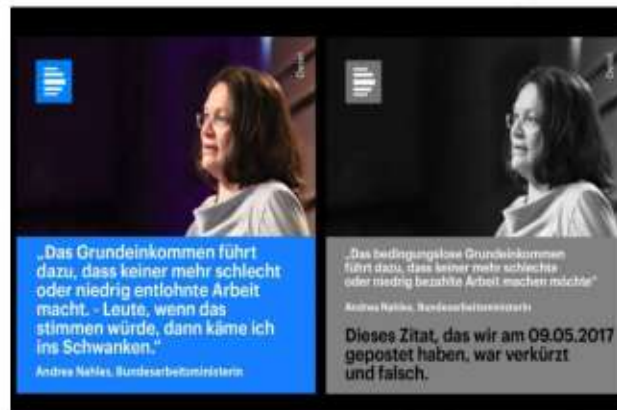 „Das Grundeinkommen führt
dazu, dass keiner mehr schlecht
oder niedrig entlohnte Arbeit
macht. - Leute, wenn das
stimmen würde, dann käme ich
ins Schwanken.“
Andrea Nahles, Bundesarbeitsministerin
„Das bedingungslose Grundeinkommen
führt dazu, dass keiner mehr schlechte
oder niedrig bezahlte Arbeit machen möchte“
Andrea Nahles, Bundesarbeitsministerin
Dieses Zitat, das wir am 09.05.2017
gepostet haben, war verkürzt
und falsch.